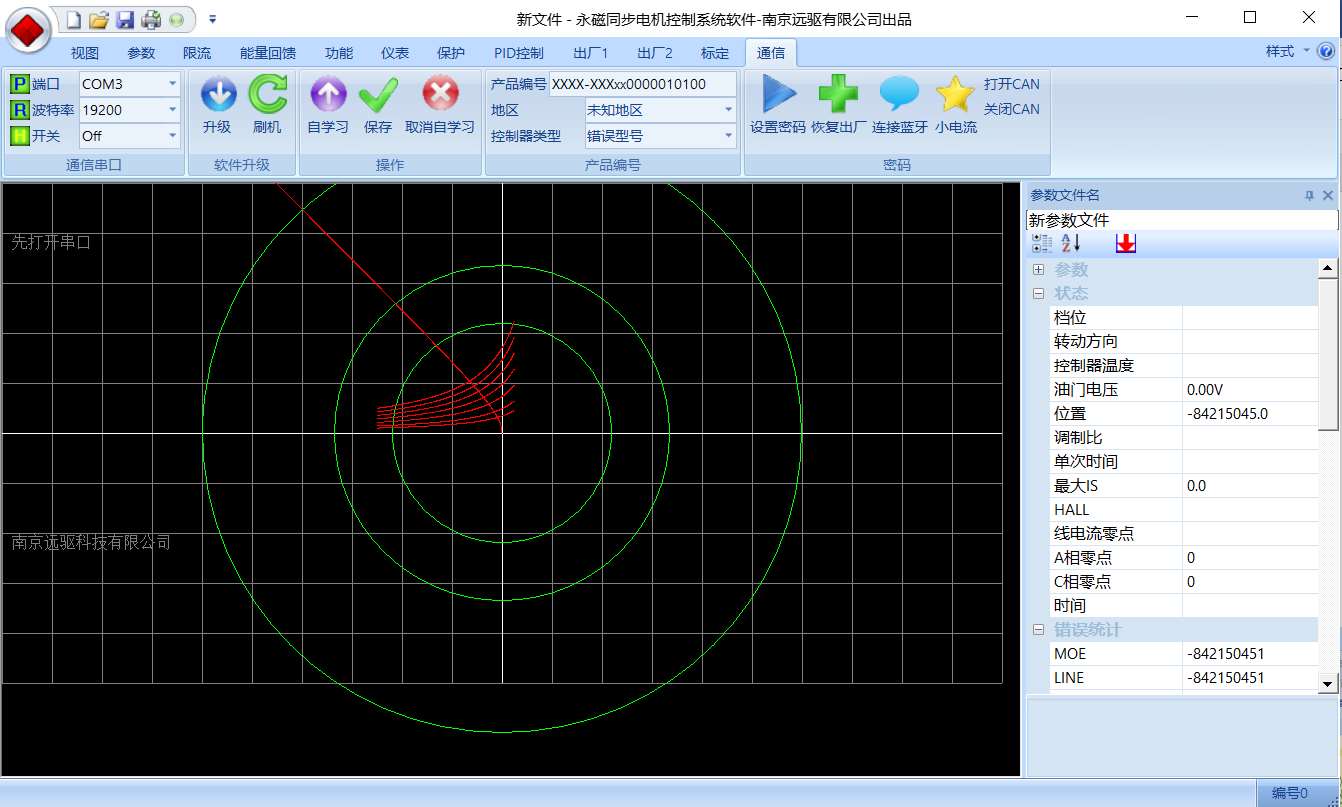 新文件 - 永磁同步电机控制系统软件-南京远驱有限公司出品
视图 参数 限流 能量回馈 功能 仪表 保护 PID控制 出厂1 出厂2 标定 通信 样式
P 端口 COM3
R 波特率 19200
H 开关 Off
通信串口
升级 刷机
软件升级
自学习 保存 取消自学习
操作
产品编号 XXXX-XXXxx0000010100
地区 未知地区
控制器类型 错误型号
产品编号
设置密码 恢复出厂 连接蓝牙 小电流
打开CAN
关闭CAN
密码
先打开串口
南京远驱科技有限公司
参数文件名
新参数文件
参数
状态
档位
转动方向
控制器温度
油门电压 0.00V
位置 -84215045.0
调制比
单次时间
最大IS 0.0
HALL
线电流零点
A相零点 0
C相零点 0
时间
错误统计
MOE -842150451
LINE -842150451
编号0